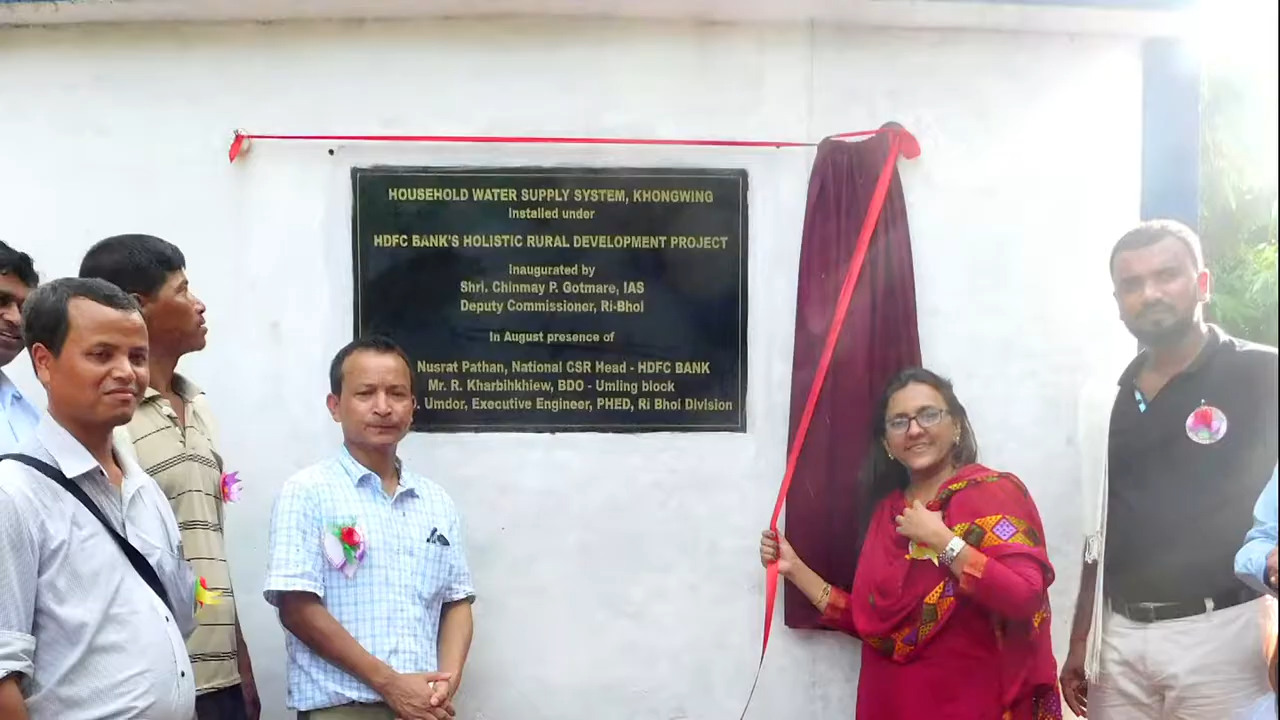 HOUSEHOLD WATER SUPPLY SYSTEM, KHONGWING
Installed under
HDFC BANK'S HOLISTIC RURAL DEVELOPMENT PROJECT
Inaugurated by
Shri. Chinmay P. Gotmare, IAS
Deputy Commissioner, Ri-Bhoi
In August presence of
Nusrat Pathan, National CSR Head - HDFC BANK
Mr. R. Kharbihkhiew, BDO - Umling block
. Umdor, Executive Engineer, PHED, Ri Bhoi Division